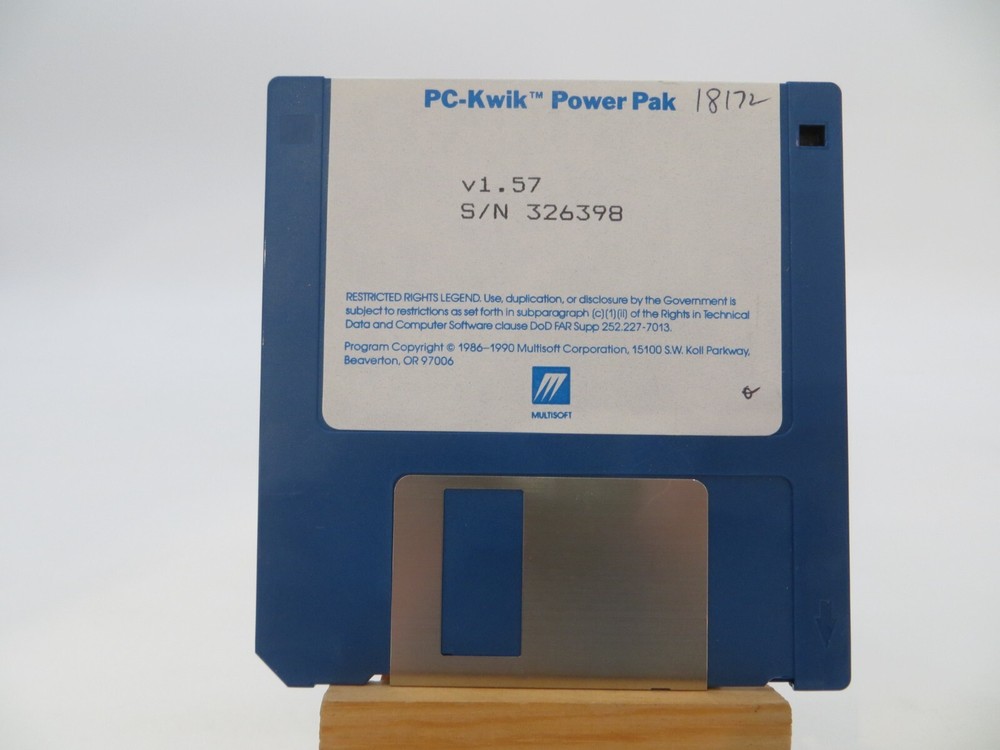 PC-Kwik™ Power Pak 18172
v1.57
S/N 326398
RESTRICTED RIGHTS LEGEND. Use, duplication, or disclosure by the Government is
subject to restrictions as set forth in subparagraph (c)(1)(ii) of the Rights in Technical
Data and Computer Software clause DoD FAR Supp 252.227-7013.
Program Copyright © 1986–1990 Multisoft Corporation, 15100 S.W. Koll Parkway,
Beaverton, OR 97006
MULTISOFT